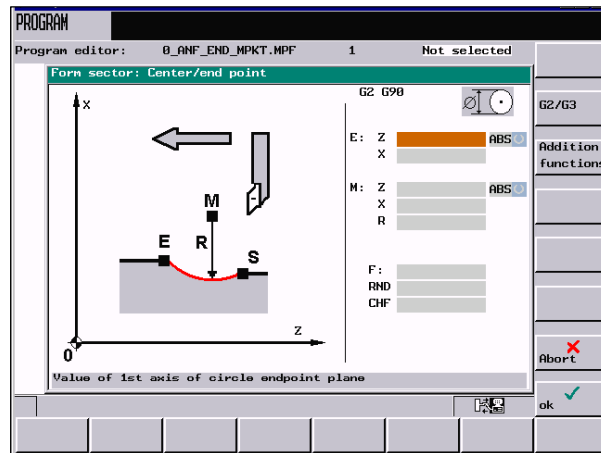 PROGRAM
Program editor: 0_ANF_END_MPKT.MPF 1 Not selected
Form sector: Center/end point
G2 G90
G2/G3
X
E: Z ABS
X
Addition
functions
M: Z ABS
X
R
M
E R S
F:
RND
CHF
Z
0
Abort
Value of 1st axis of circle endpoint plane
ok